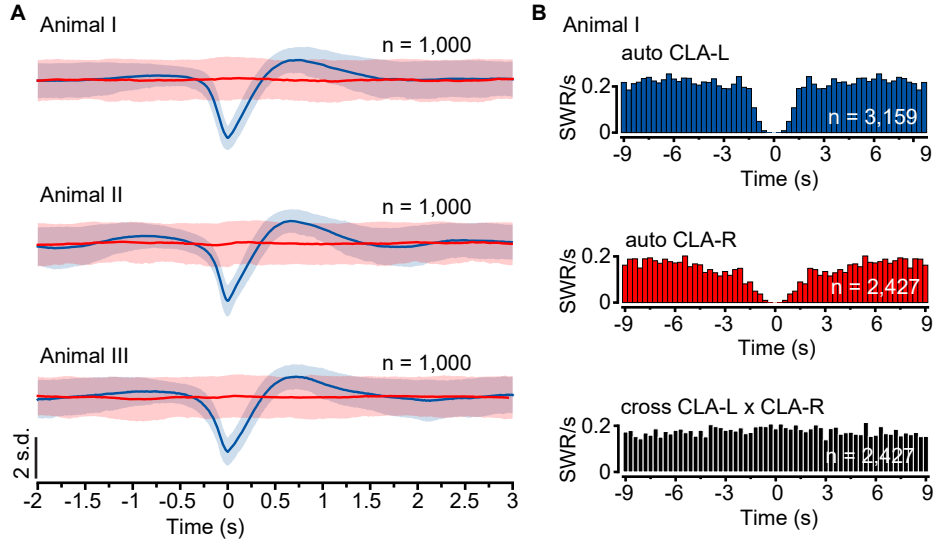 A
Animal I
n = 1,000
Animal II
n = 1,000
Animal III
n = 1,000
2 s.d.
-2 -1.5 -1 -0.5 0 0.5 1 1.5 2 2.5 3
Time (s)
B
Animal I
auto CLA-L
SWR/s
0.2
0
n = 3,159
-9 -6 -3 0 3 6 9
Time (s)
auto CLA-R
SWR/s
0.2
0
n = 2,427
-9 -6 -3 0 3 6 9
Time (s)
cross CLA-L x CLA-R
SWR/s
0.2
0
n = 2,427
-9 -6 -3 0 3 6 9
Time (s)